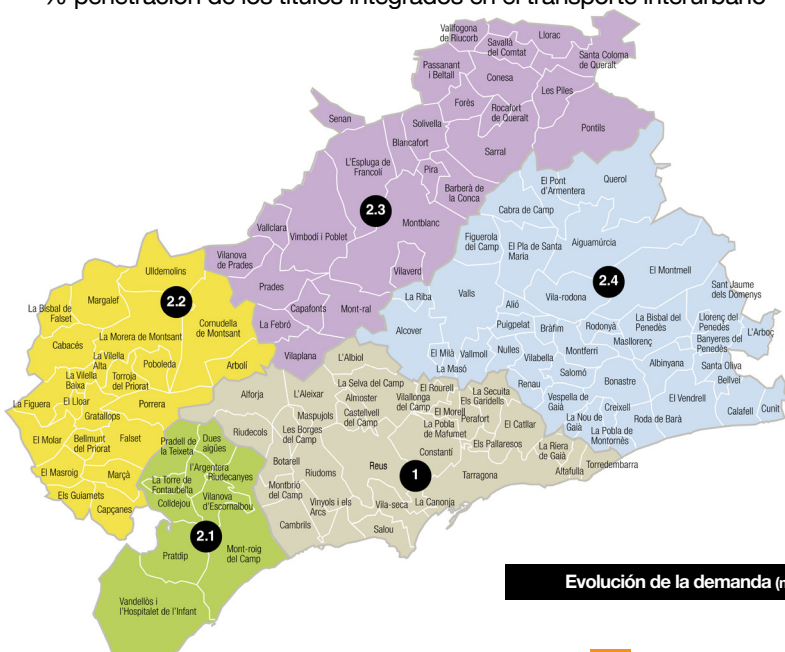 % penetración de los títulos integrados en el transporte interurbano
Vallfogona
de Riucorb
Savallà
del Comtat
Llorac
Santa Coloma
de Queralt
Passanant
i Beltall
Conesa
Les Piles
Forès
Rocafort
de Queralt
Senan
Solivella
Pontils
Blancafort
Sarral
L'Espluga de
Francolí
Pira
Barberà de
la Conca
2.3
Montblanc
Vallclara
Vimbodí i Poblet
Vilanova
de Prades
Vilaverd
Prades
Capafonts
Mont-ral
La Febró
Vilaplana
El Pont
d'Armentera
Querol
Cabra de Camp
Figuerola
del Camp
El Pla de Santa
Maria
Aiguamúrcia
2.4
El Montmell
Sant Jaume
dels Domenys
La Riba
Valls
Vila-rodona
Alió
La Bisbal del
Penedès
Llorenç del
Penedès
L'Arboç
Alcover
Puigpelat
Bràfim
Rodonyà
Masllorenç
Banyeres del
Penedès
El Milà
Vallmoll
Nulles
Vilabella
Montferri
Albinyana
Santa Oliva
La Masó
Salomó
Bellvei
Renau
Bonastre
Vespella de
Gaià
Creixell
El Vendrell
La Nou de
Gaià
Roda de Barà
Calafell
Cunit
La Pobla de
Montornès
Ulldemolins
2.2
Margalef
La Bisbal de
Falset
Cornudella
de Montsant
La Morera de Montsant
Cabacés
La Vilella
Alta
Poboleda
Arbolí
La Vilella
Baixa
Torroja
del Priorat
La Figuera
El Lloar
Porrera
Gratallops
El Molar
Bellmunt
del Priorat
Falset
El Masroig
Marçà
Els Guiamets
Capçanes
L'Albiol
Alforja
L'Aleixar
La Selva del Camp
Almoster
El Rourell
Vilallonga
del Camp
La Secuita
Els Garidells
Maspujols
Castellvell
del Camp
El Morell
Perafort
La Pobla
de Mafumet
El Catllar
Riudecols
Les Borges
del Camp
Els Pallaresos
La Riera
de Gaià
Botarell
Reus
Constantí
1
Tarragona
Altafulla
Torredembarra
Riudoms
Montbrió
del Camp
Vinyols i els
Arcs
Vila-seca
La Canonja
Cambrils
Salou
Pradell de
la Teixeta
Dues
aigües
l'Argentera
Riudecanyes
La Torre de
Fontaubella
Colldejou
Vilanova
d'Escornalbou
2.1
Pratdip
Mont-roig
del Camp
Vandellòs i
l'Hospitalet de l'Infant
Evolución de la demanda